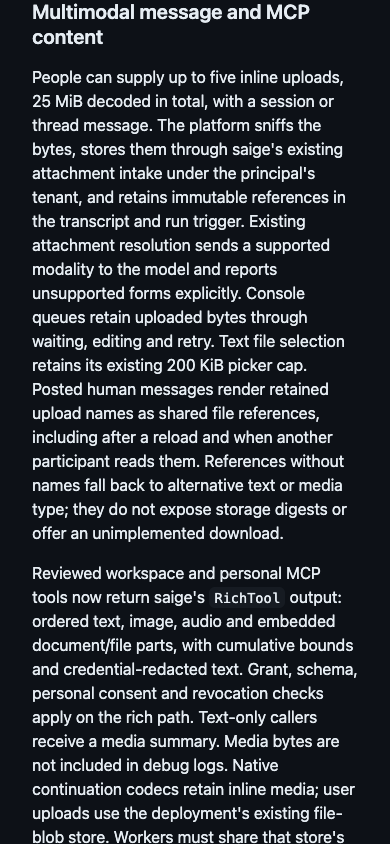 Multimodal message and MCP
content
People can supply up to five inline uploads,
25 MiB decoded in total, with a session or
thread message. The platform sniffs the
bytes, stores them through saige's existing
attachment intake under the principal's
tenant, and retains immutable references in
the transcript and run trigger. Existing
attachment resolution sends a supported
modality to the model and reports
unsupported forms explicitly. Console
queues retain uploaded bytes through
waiting, editing and retry. Text file selection
retains its existing 200 KiB picker cap.
Posted human messages render retained
upload names as shared file references,
including after a reload and when another
participant reads them. References without
names fall back to alternative text or media
type; they do not expose storage digests or
offer an unimplemented download.
Reviewed workspace and personal MCP
tools now return saige's RichTool output:
ordered text, image, audio and embedded
document/file parts, with cumulative bounds
and credential-redacted text. Grant, schema,
personal consent and revocation checks
apply on the rich path. Text-only callers
receive a media summary. Media bytes are
not included in debug logs. Native
continuation codecs retain inline media; user
uploads use the deployment's existing file-
blob store. Workers must share that store's